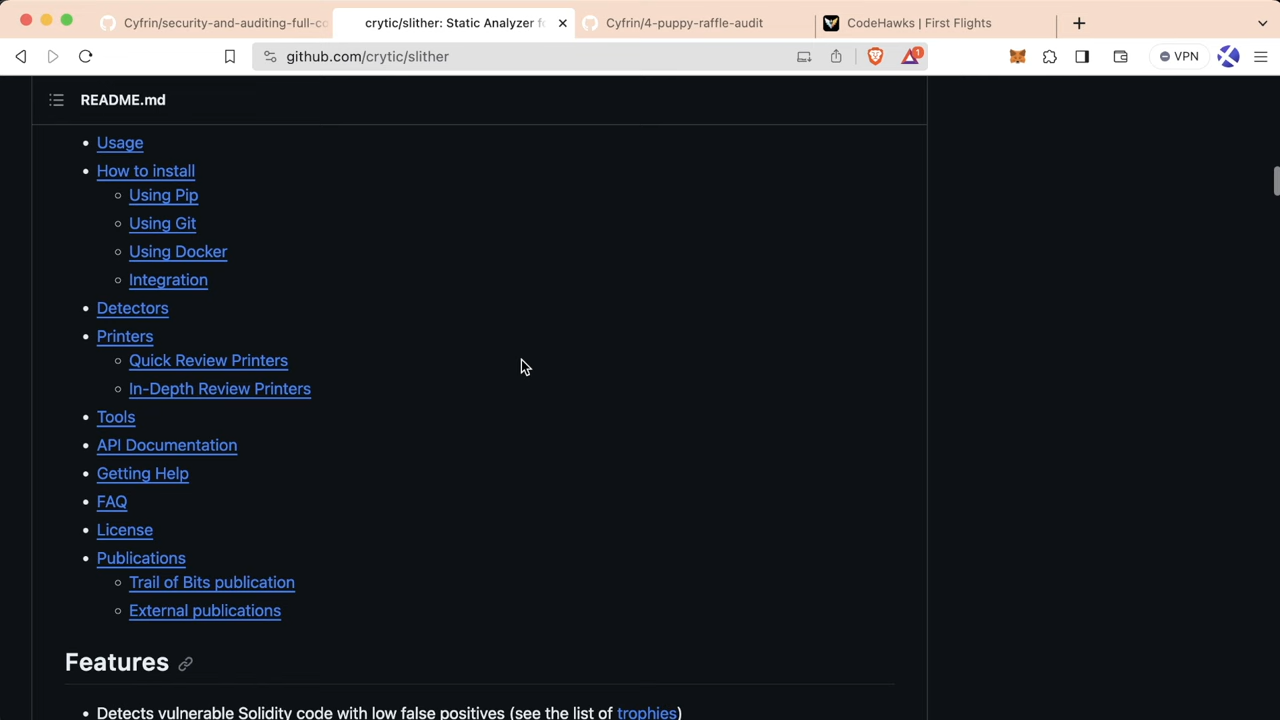 Cyfrin/security-and-auditing-full-co
crytic/slither: Static Analyzer f
Cyfrin/4-puppy-raffle-audit
CodeHawks | First Flights
github.com/crytic/slither
1
VPN
README.md
Usage
How to install
Using Pip
Using Git
Using Docker
Integration
Detectors
Printers
Quick Review Printers
In-Depth Review Printers
Tools
API Documentation
Getting Help
FAQ
License
Publications
Trail of Bits publication
External publications
Features
Detects vulnerable Solidity code with low false positives (see the list of trophies)